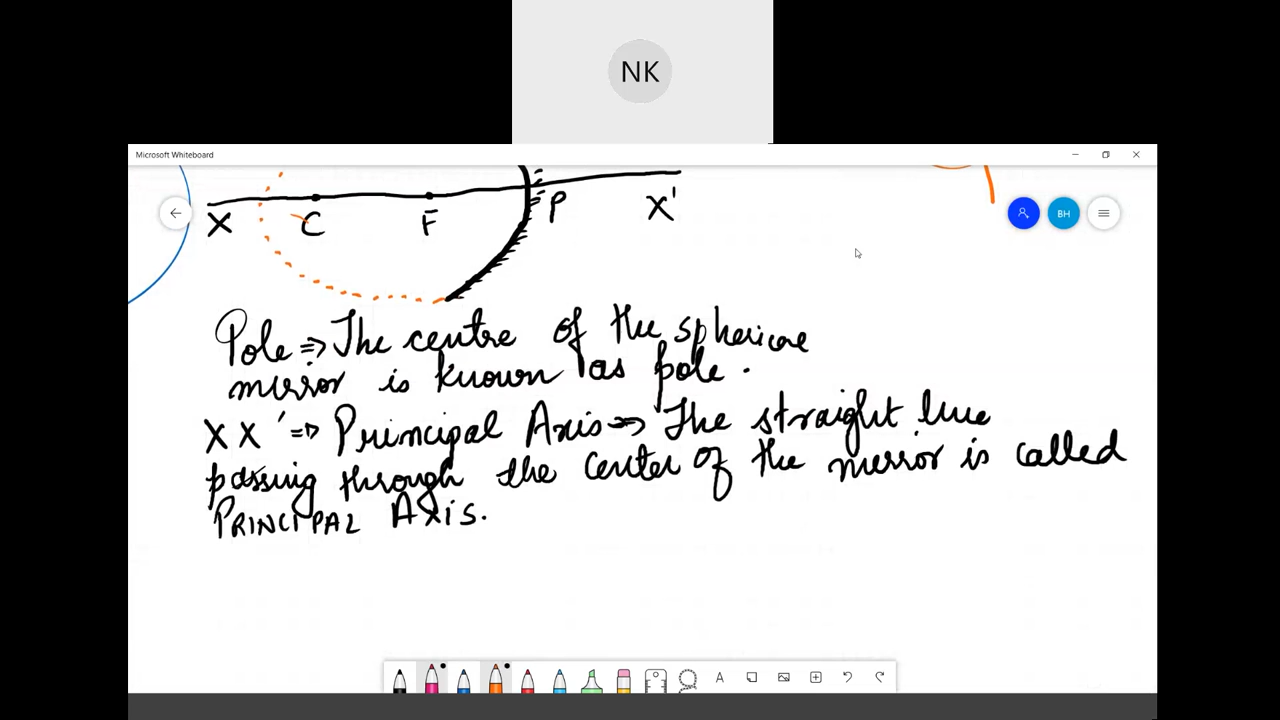 NK
Microsoft Whiteboard
BH
X C F P X'
Pole ⇒ The centre of the
mirror is known as pole.
XX' ⇒ Principal Axis ⇒ The straight line
passing through the center of the mirror is called
PRINCIPAL Axis.
A